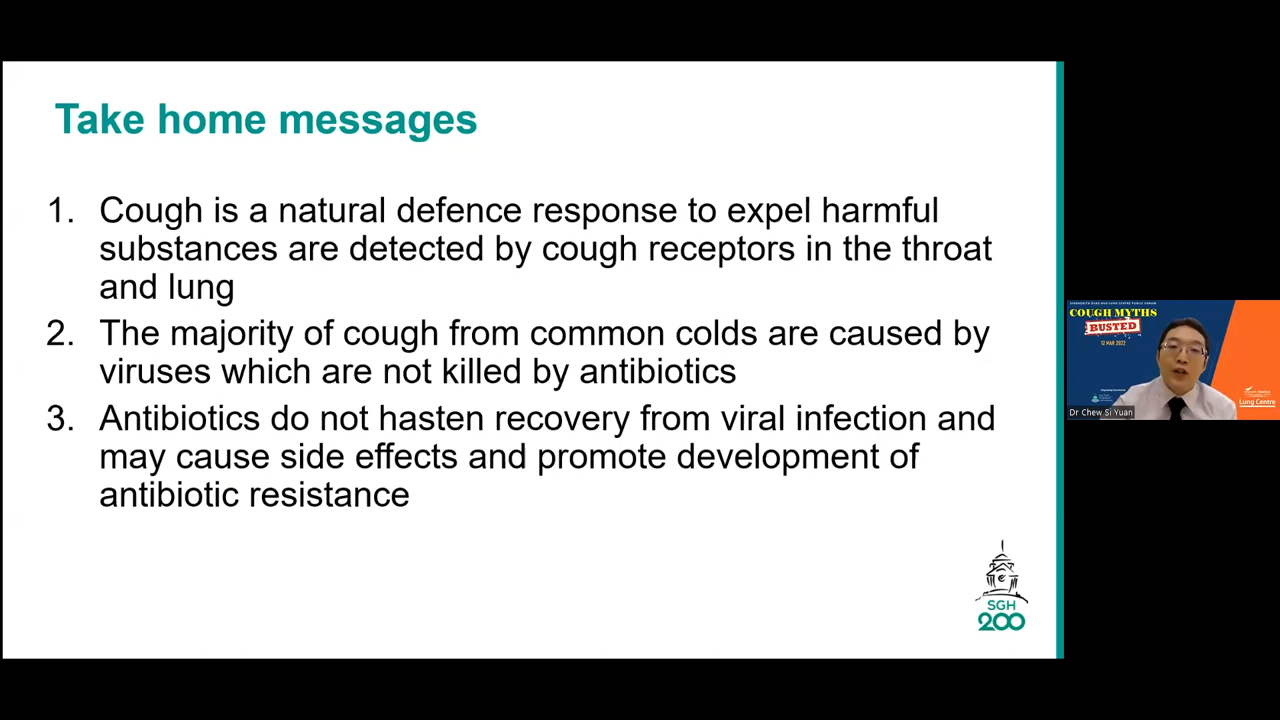 Take home messages
1. Cough is a natural defence response to expel harmful
substances are detected by cough receptors in the throat
and lung
2. The majority of cough from common colds are caused by
viruses which are not killed by antibiotics
3. Antibiotics do not hasten recovery from viral infection and
may cause side effects and promote development of
antibiotic resistance
SGH
200
COUGH MYTHS
BUSTED
12 MAR 2022
Lung Centre
Dr Chew Si Yuan